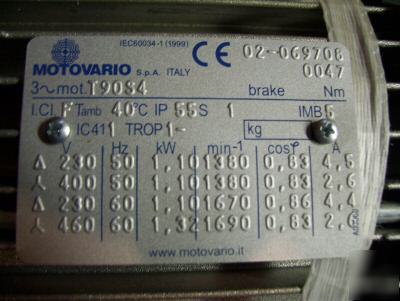 IEC60034-1 (1999)
CE
02-069708
0047
MOTOVARIO S.p.A. ITALY
3~mot. T90S4 brake Nm
I.Cl. F Tamb 40°C IP 55 S 1 IMB5
IC411 TROP 1~ kg
V Hz kW min-1 cosφ A
Δ 230 50 1,10 1380 0,83 4,5
⅄ 400 50 1,10 1380 0,83 2,6
Δ 230 60 1,10 1670 0,86 4,4
⅄ 460 60 1,32 1690 0,83 2,6
www.motovario.it